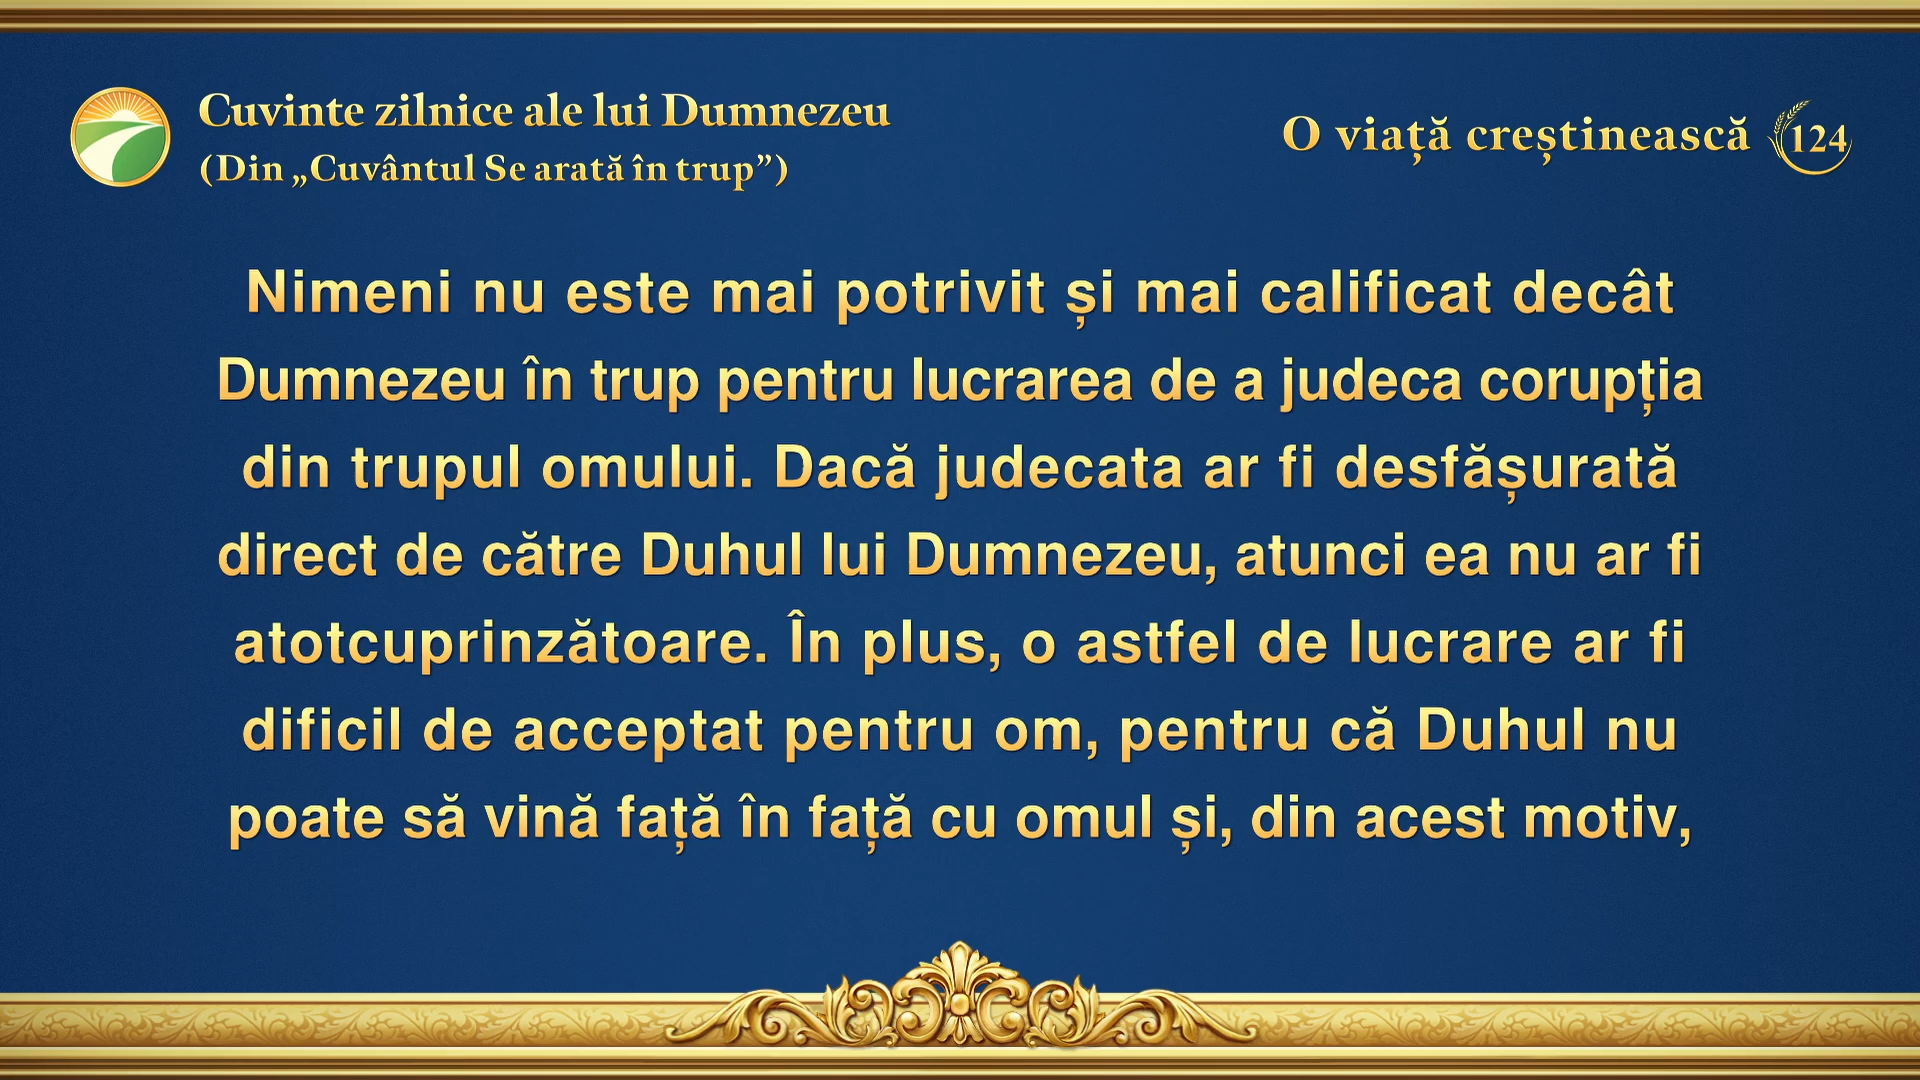 Cuvinte zilnice ale lui Dumnezeu
(Din „Cuvântul Se arată în trup”)
O viață creștinească 124
Nimeni nu este mai potrivit și mai calificat decât
Dumnezeu în trup pentru lucrarea de a judeca corupția
din trupul omului. Dacă judecata ar fi desfășurată
direct de către Duhul lui Dumnezeu, atunci ea nu ar fi
atotcuprinzătoare. În plus, o astfel de lucrare ar fi
dificil de acceptat pentru om, pentru că Duhul nu
poate să vină față în față cu omul și, din acest motiv,